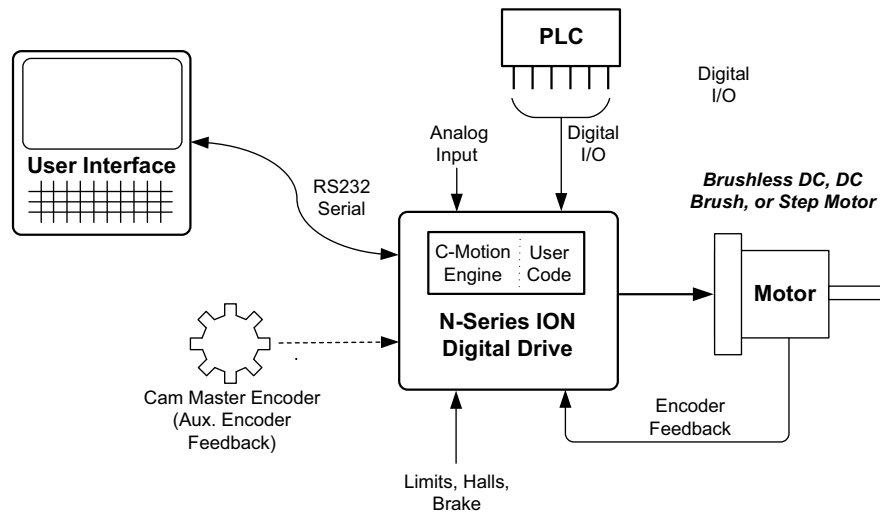 PLC
Digital
I/O
User Interface
Analog
Input
Digital
I/O
RS232
Serial
Brushless DC, DC
Brush, or Step Motor
C-Motion
Engine
User
Code
N-Series ION
Digital Drive
Motor
Cam Master Encoder
(Aux. Encoder
Feedback)
Encoder
Feedback
Limits, Halls,
Brake